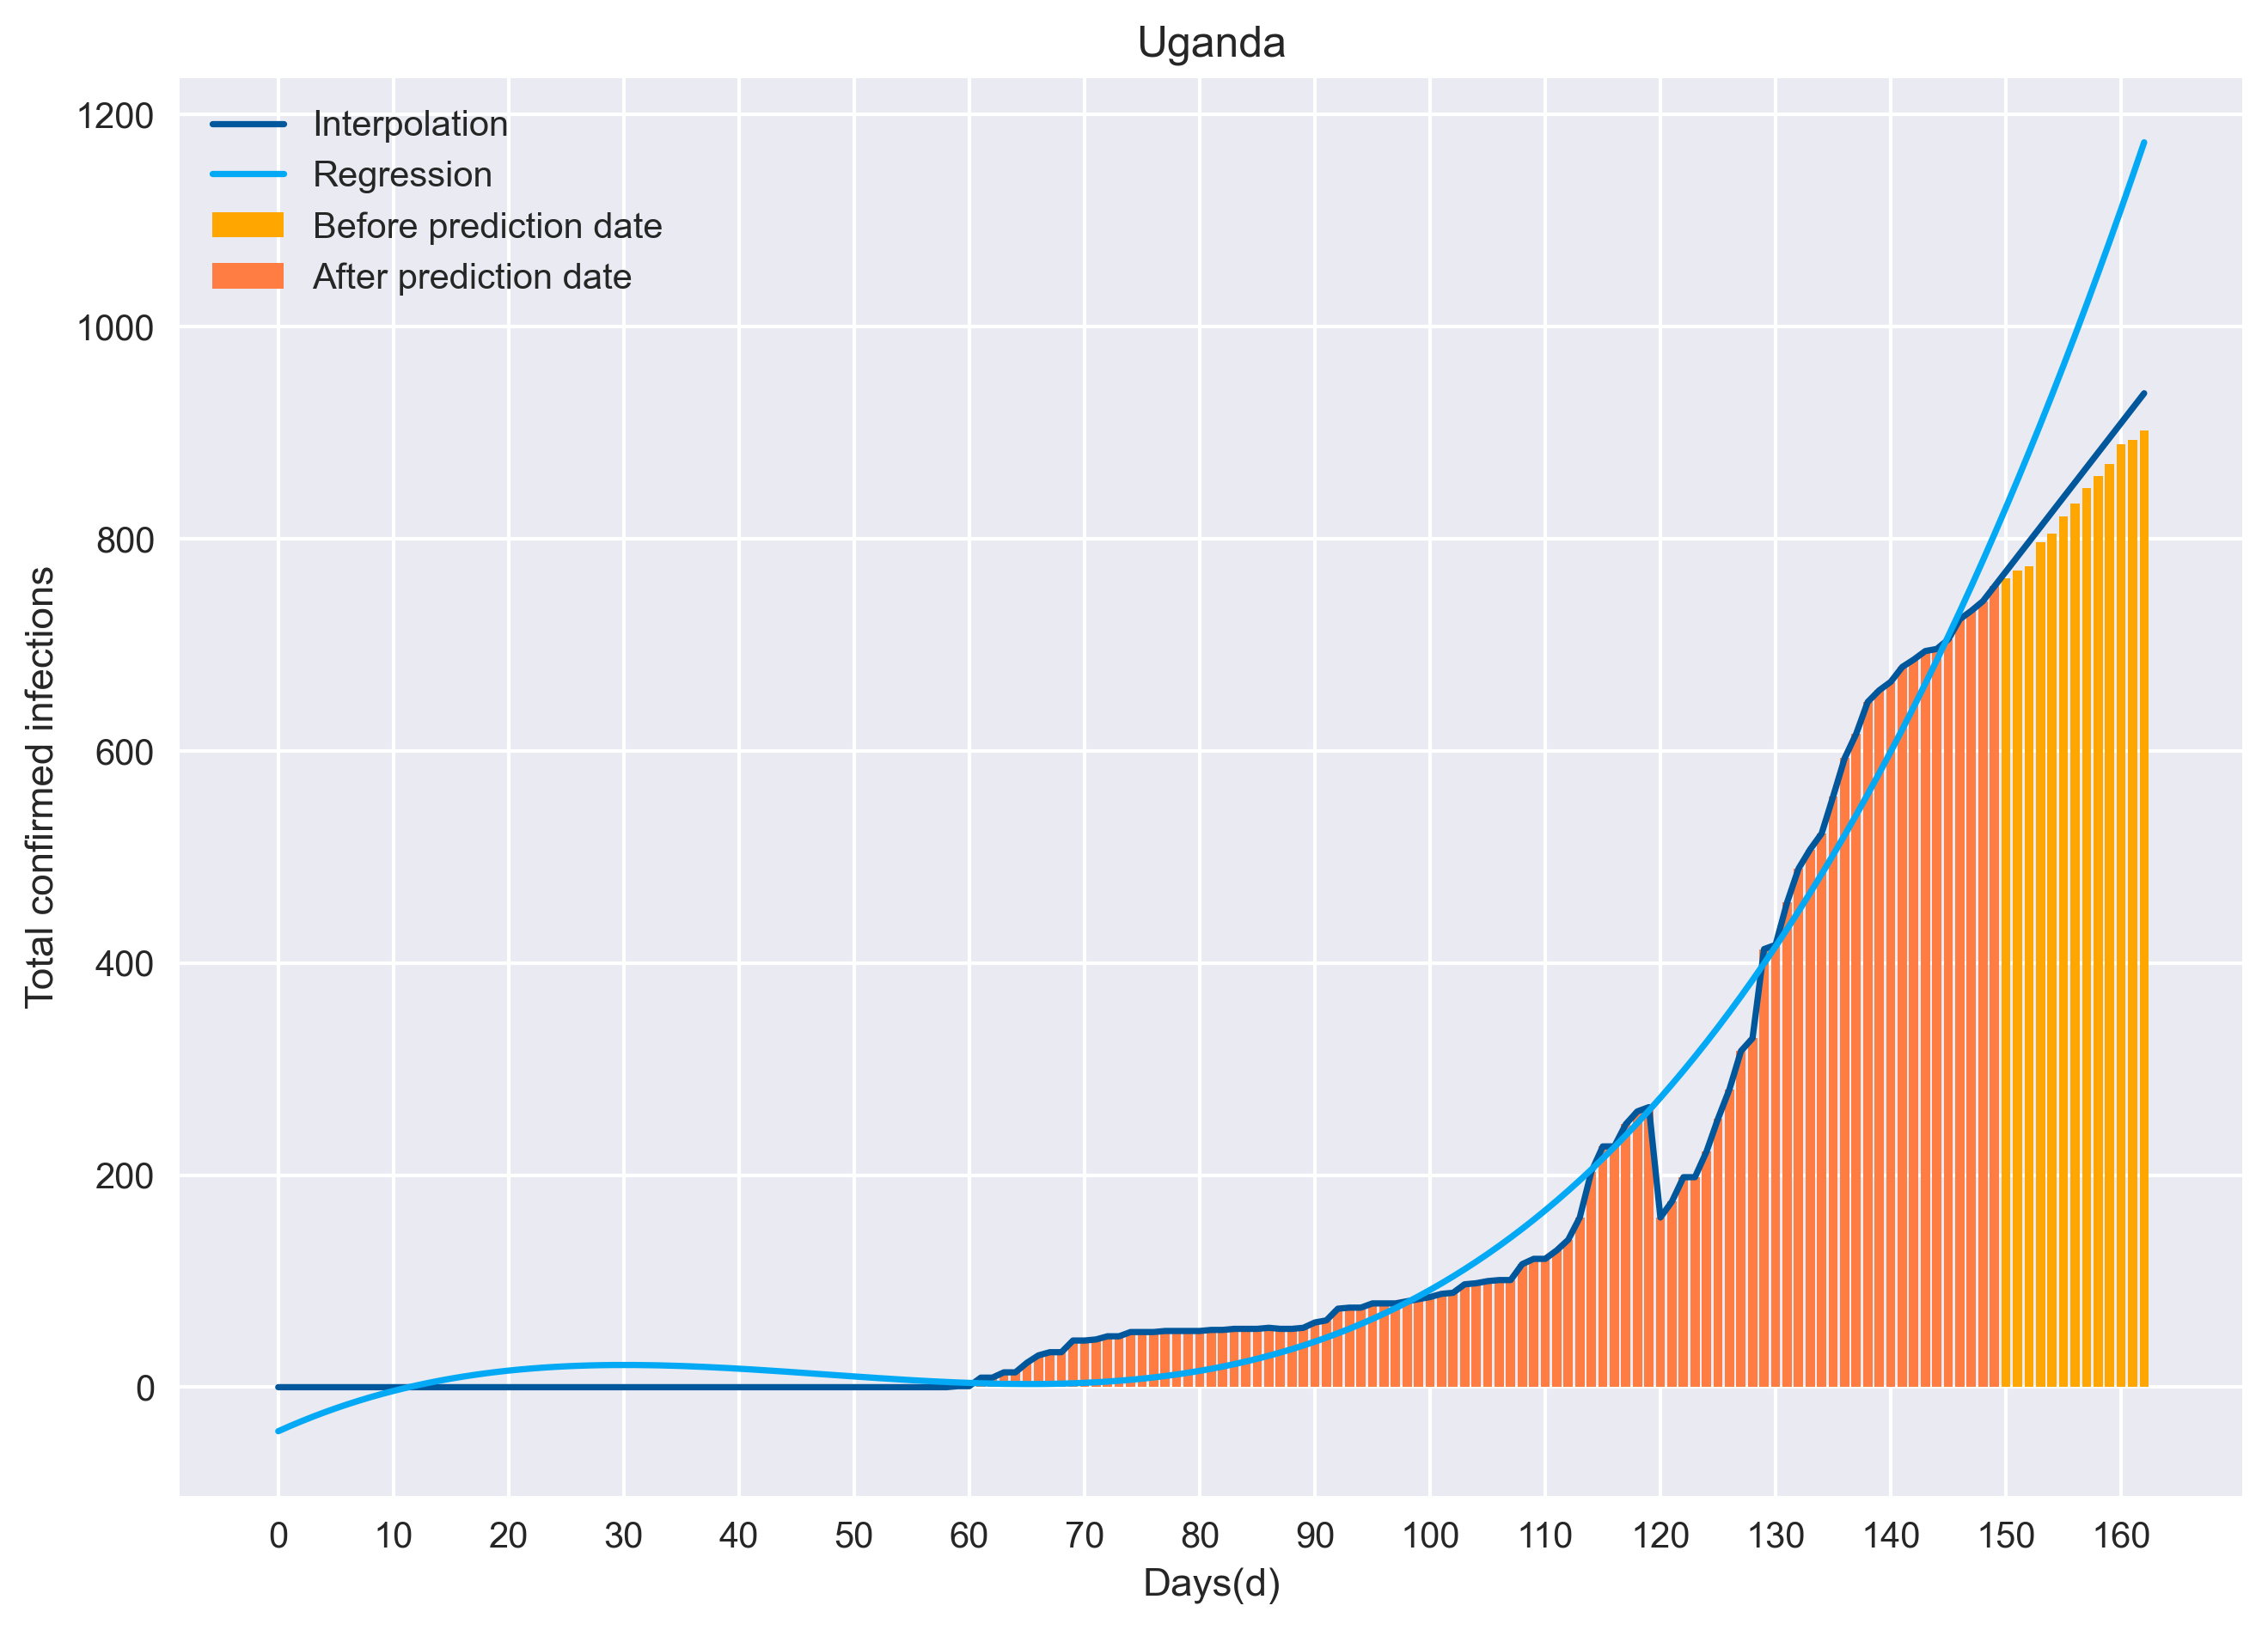 Uganda
1200
1000
800
600
400
200
0
Total confirmed infections
Interpolation
Regression
Before prediction date
After prediction date
0 10 20 30 40 50 60 70 80 90 100 110 120 130 140 150 160
Days(d)